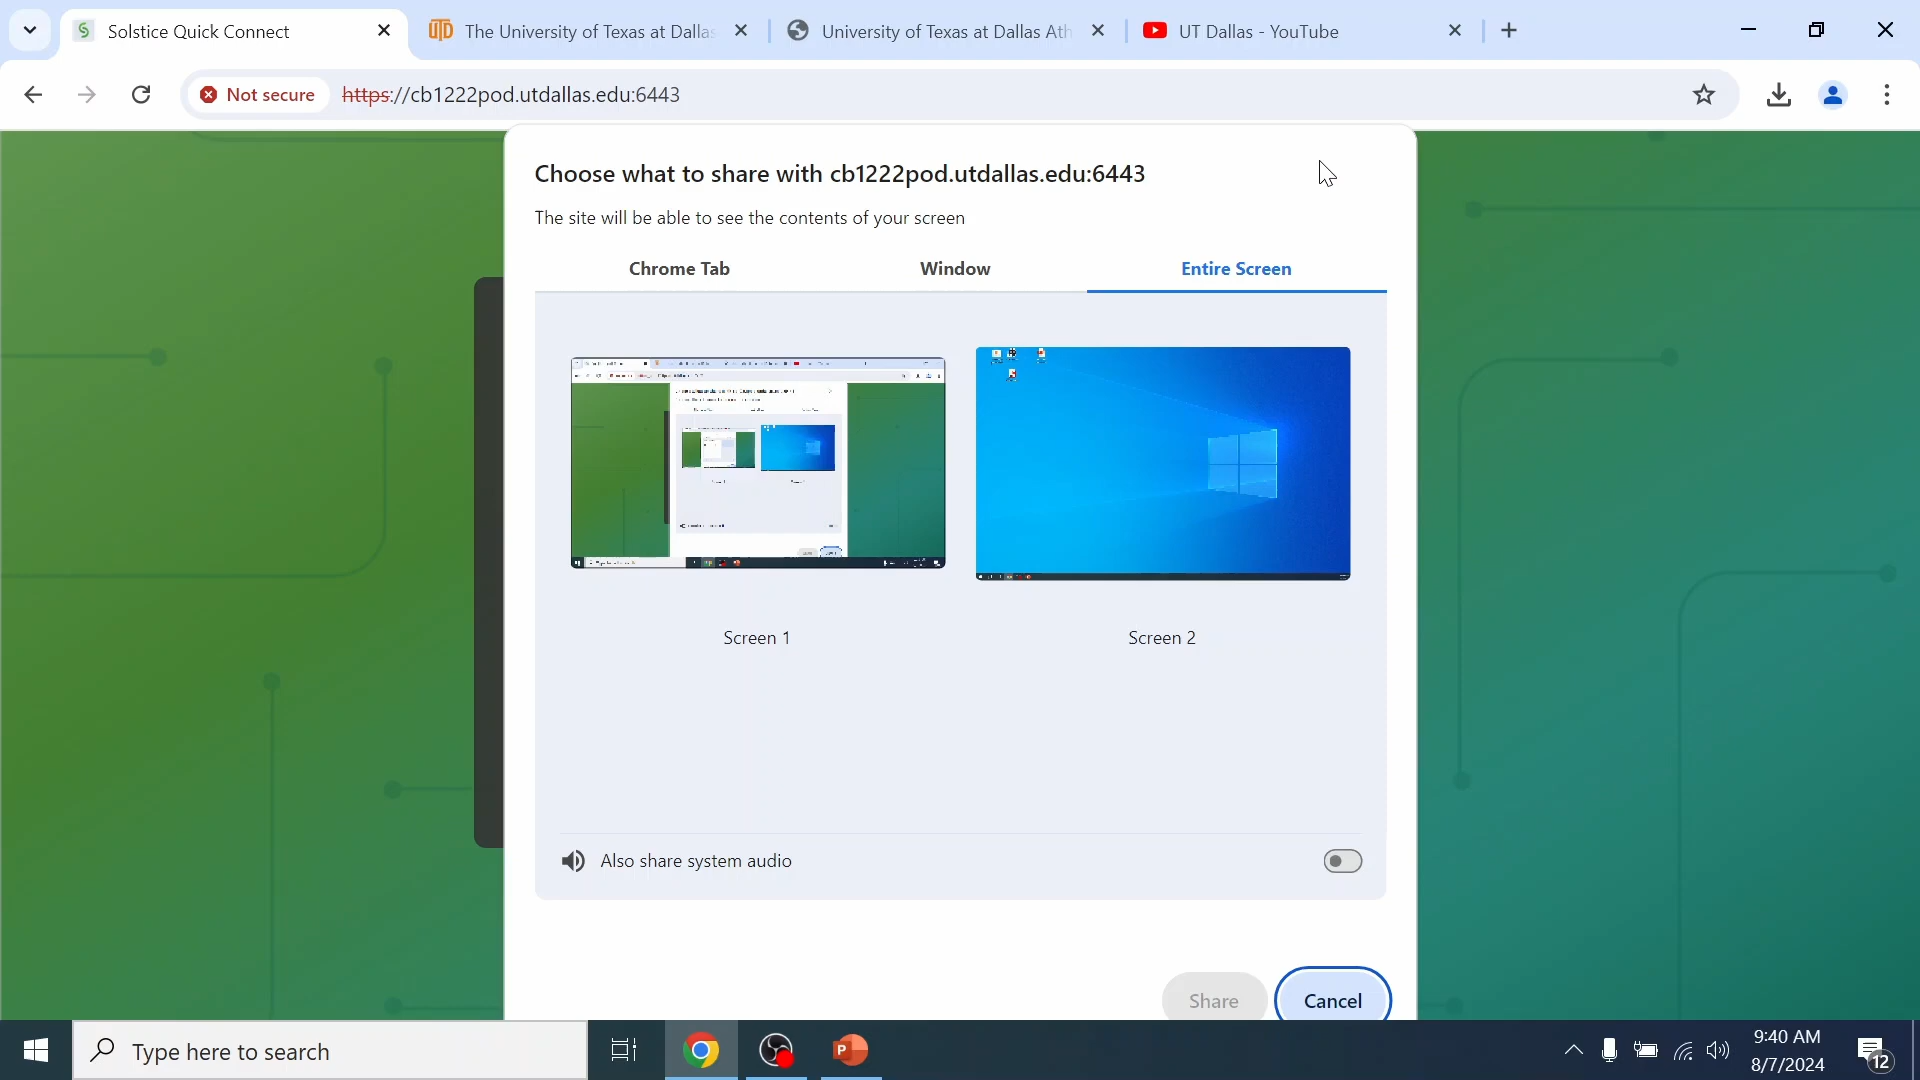 Solstice Quick Connect
The University of Texas at Dallas
University of Texas at Dallas Ath
UT Dallas - YouTube
Not secure
https://cb1222pod.utdallas.edu:6443
Choose what to share with cb1222pod.utdallas.edu:6443
The site will be able to see the contents of your screen
Chrome Tab
Window
Entire Screen
Screen 1
Screen 2
Also share system audio
Share
Cancel
Type here to search
9:40 AM
8/7/2024
12